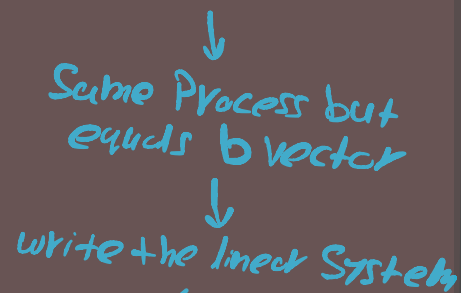 Same Process but
equals b vector
write the linear System